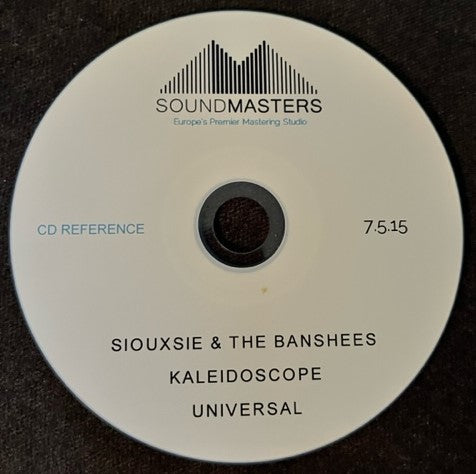 SOUNDMASTERS
Europe's Premier Mastering Studio
CD REFERENCE
7.5.15
SIOUXSIE & THE BANSHEES
KALEIDOSCOPE
UNIVERSAL